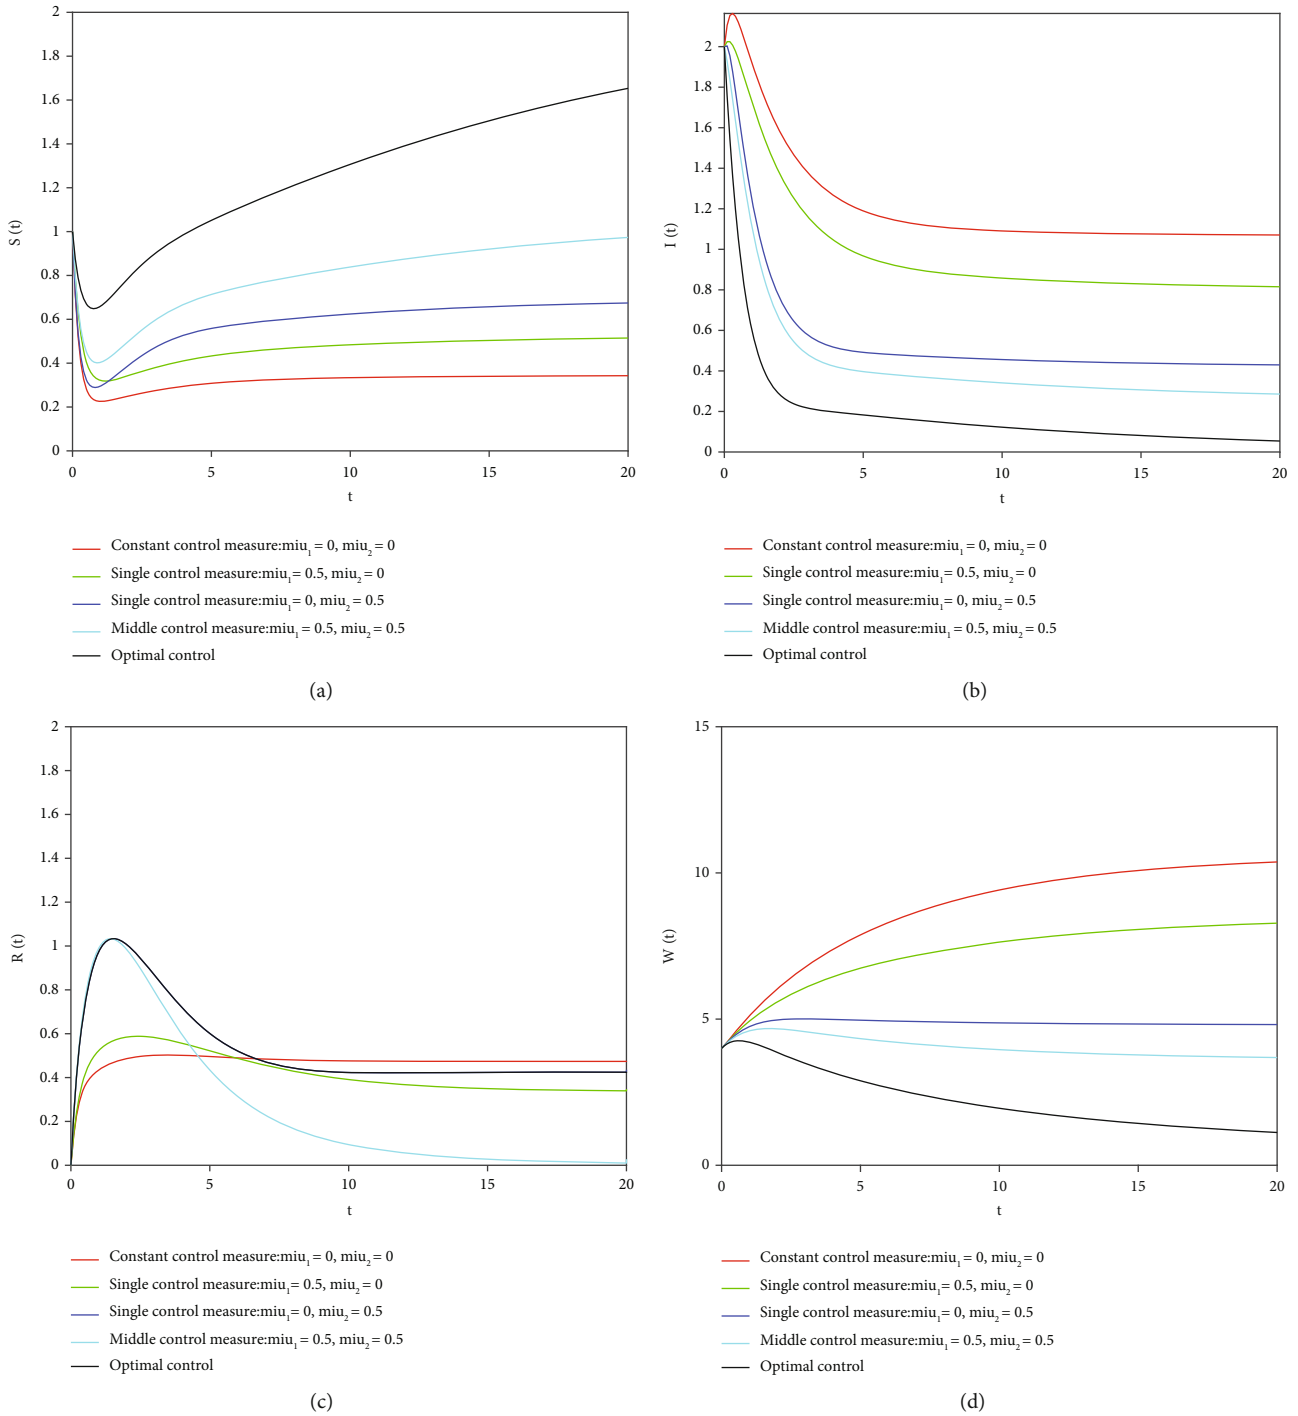 2
1.8
1.6
1.4
1.2
1
0.8
0.6
0.4
0.2
0
S (t)
0 5 10 15 20
t
Constant control measure:miu₁ = 0, miu₂ = 0
Single control measure:miu₁ = 0.5, miu₂ = 0
Single control measure:miu₁ = 0, miu₂ = 0.5
Middle control measure:miu₁ = 0.5, miu₂ = 0.5
Optimal control
(a)
2
1.8
1.6
1.4
1.2
1
0.8
0.6
0.4
0.2
0
I (t)
0 5 10 15 20
t
Constant control measure:miu₁ = 0, miu₂ = 0
Single control measure:miu₁ = 0.5, miu₂ = 0
Single control measure:miu₁ = 0, miu₂ = 0.5
Middle control measure:miu₁ = 0.5, miu₂ = 0.5
Optimal control
(b)
2
1.8
1.6
1.4
1.2
1
0.8
0.6
0.4
0.2
0
R (t)
0 5 10 15 20
t
Constant control measure:miu₁ = 0, miu₂ = 0
Single control measure:miu₁ = 0.5, miu₂ = 0
Single control measure:miu₁ = 0, miu₂ = 0.5
Middle control measure:miu₁ = 0.5, miu₂ = 0.5
Optimal control
(c)
15
10
5
0
W (t)
0 5 10 15 20
t
Constant control measure:miu₁ = 0, miu₂ = 0
Single control measure:miu₁ = 0.5, miu₂ = 0
Single control measure:miu₁ = 0, miu₂ = 0.5
Middle control measure:miu₁ = 0.5, miu₂ = 0.5
Optimal control
(d)